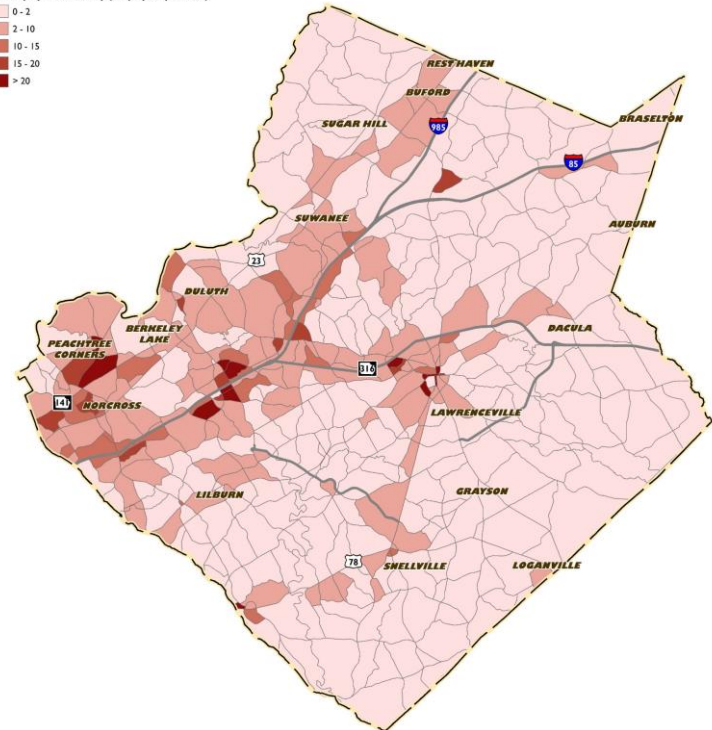 0 - 2
2 - 10
10 - 15
15 - 20
> 20
REST HAVEN
BUFORD
BRASELTON
SUGAR HILL
985
85
SUWANEE
AUBURN
23
DULUTH
BERKELEY
LAKE
DACULA
PEACHTREE
CORNERS
316
141
NORCROSS
LAWRENCEVILLE
LILBURN
GRAYSON
78
SNELLVILLE
LOGANVILLE